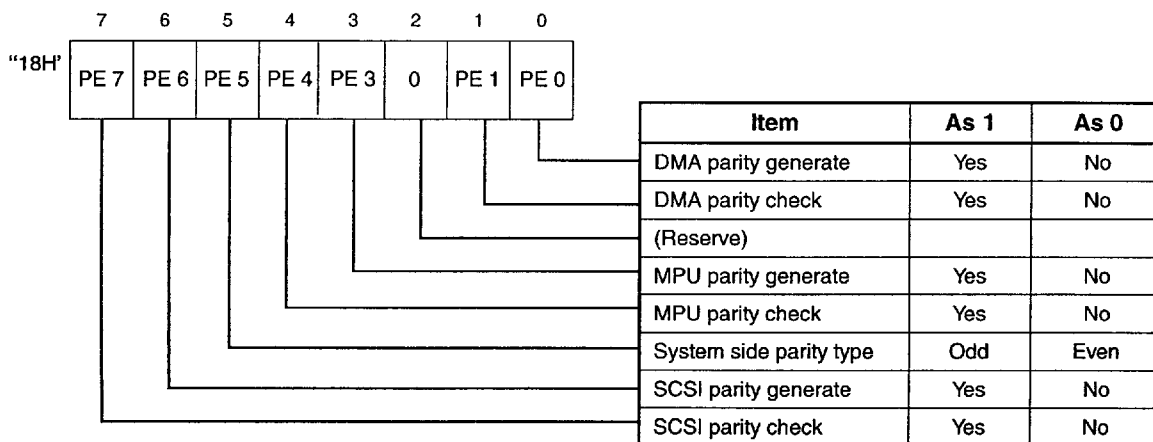 7 6 5 4 3 2 1 0
"18H' PE 7 PE 6 PE 5 PE 4 PE 3 0 PE 1 PE 0
Item As 1 As 0
DMA parity generate Yes No
DMA parity check Yes No
(Reserve)
MPU parity generate Yes No
MPU parity check Yes No
System side parity type Odd Even
SCSI parity generate Yes No
SCSI parity check Yes No